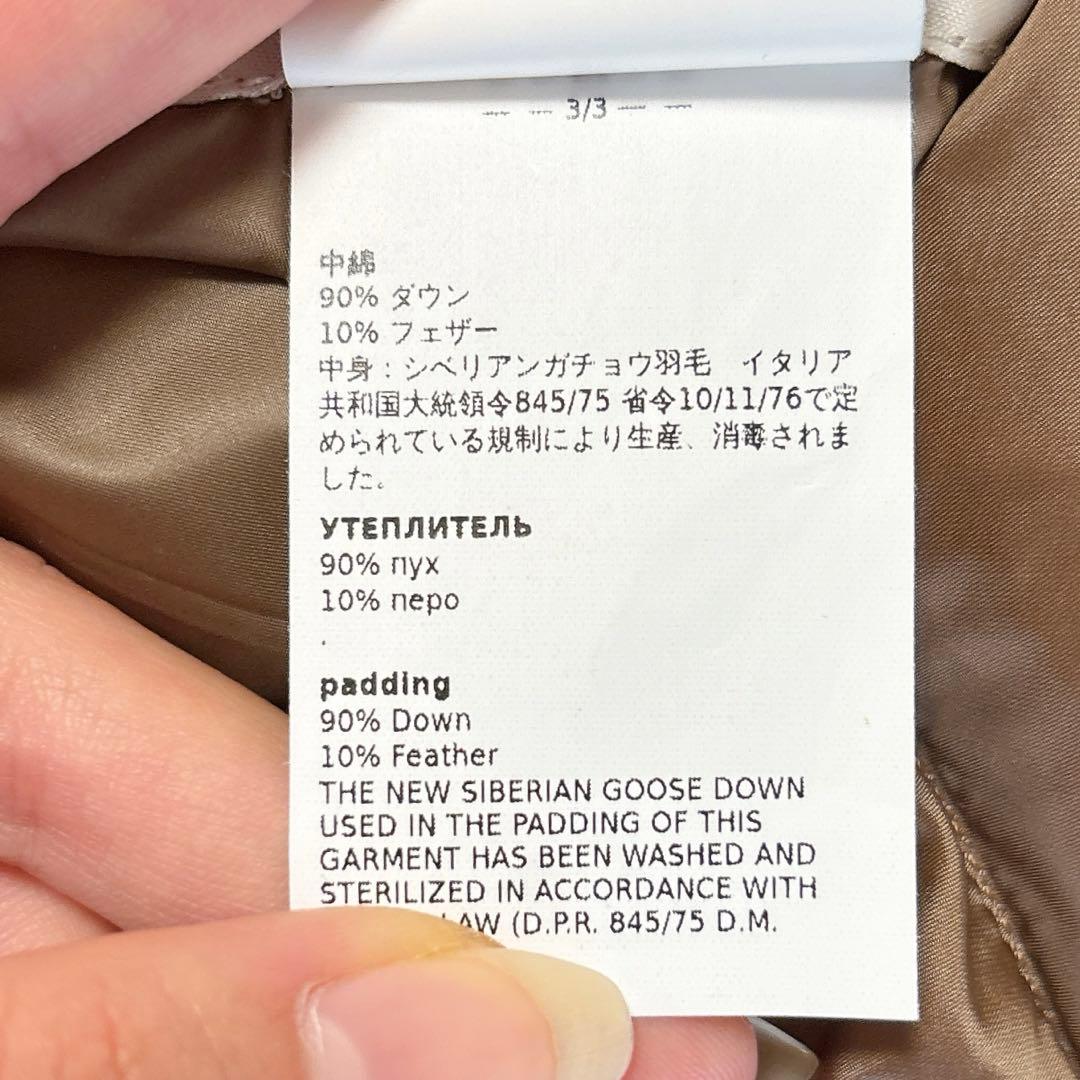 3/3
中綿
90% ダウン
10% フェザー
中身：シベリアンガチョウ羽毛　イタリア
共和国大統領令845/75 省令10/11/76で定
められている規制により生産、消毒されま
した。
УТЕПЛИТЕЛЬ
90% пух
10% перо
.
padding
90% Down
10% Feather
THE NEW SIBERIAN GOOSE DOWN
USED IN THE PADDING OF THIS
GARMENT HAS BEEN WASHED AND
STERILIZED IN ACCORDANCE WITH
(D.P.R. 845/75 D.M.